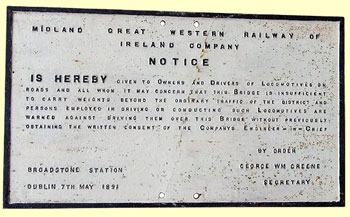 MIDLAND GREAT WESTERN RAILWAY OF
IRELAND COMPANY
NOTICE
IS HEREBY GIVEN TO OWNERS AND DRIVERS OF LOCOMOTIVES ON
ROADS AND ALL WHOM IT MAY CONCERN THAT THIS BRIDGE IS INSUFFICIENT
TO CARRY WEIGHTS BEYOND THE ORDINARY TRAFFIC OF THE DISTRICT AND
PERSONS EMPLOYED IN DRIVING OR CONDUCTING SUCH LOCOMOTIVES ARE
WARNED AGAINST DRIVING THEM OVER THIS BRIDGE WITHOUT PREVIOUSLY
OBTAINING THE WRITTEN CONSENT OF THE COMPANYS ENGINEER-IN-CHIEF
BY ORDER
BROADSTONE STATION
GEORGE WM GREENE
DUBLIN 7TH MAY 1891
SECRETARY.